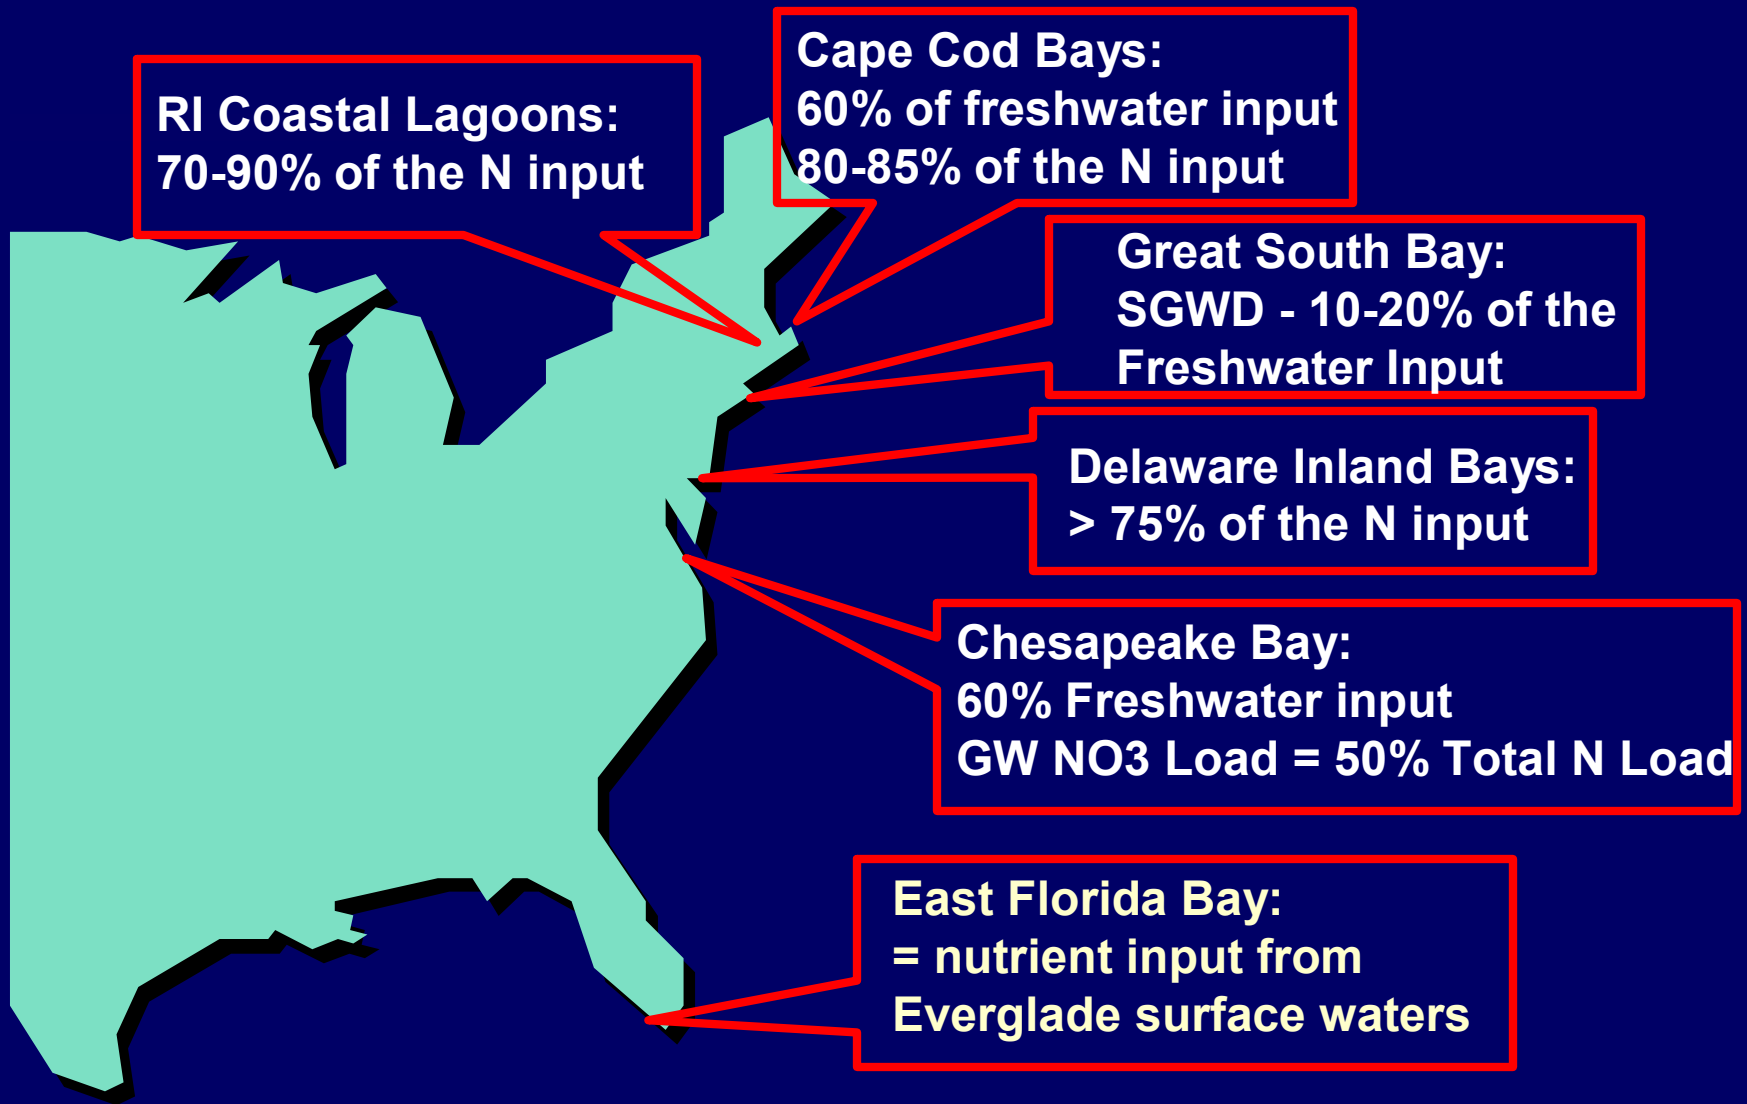 RI Coastal Lagoons:
70-90% of the N input
Cape Cod Bays:
60% of freshwater input
80-85% of the N input
Great South Bay:
SGWD - 10-20% of the
Freshwater Input
Delaware Inland Bays:
> 75% of the N input
Chesapeake Bay:
60% Freshwater input
GW NO3 Load = 50% Total N Load
East Florida Bay:
= nutrient input from
Everglade surface waters